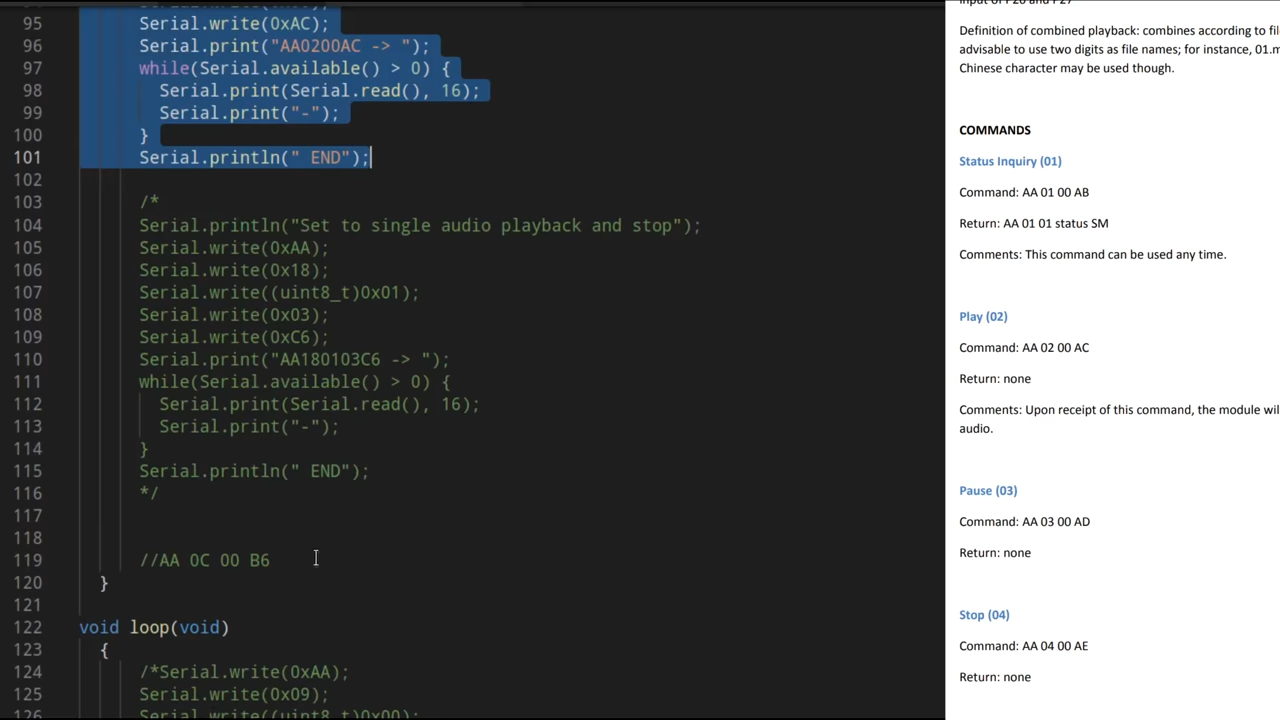 95 Serial.write(0xAC);
96 Serial.print("AA0200AC -> ");
97 while(Serial.available() > 0) {
98 Serial.print(Serial.read(), 16);
99 Serial.print("-");
100 }
101 Serial.println(" END");
102
103 /*
104 Serial.println("Set to single audio playback and stop");
105 Serial.write(0xAA);
106 Serial.write(0x18);
107 Serial.write((uint8_t)0x01);
108 Serial.write(0x03);
109 Serial.write(0xC6);
110 Serial.print("AA180103C6 -> ");
111 while(Serial.available() > 0) {
112 Serial.print(Serial.read(), 16);
113 Serial.print("-");
114 }
115 Serial.println(" END");
116 */
117
118
119 //AA 0C 00 B6
120 }
121
122 void loop(void)
123 {
124 /*Serial.write(0xAA);
125 Serial.write(0x09);
126 Serial.write((uint8_t)0x00);
Definition of combined playback: combines according to fil
advisable to use two digits as file names; for instance, 01.m
Chinese character may be used though.
COMMANDS
Status Inquiry (01)
Command: AA 01 00 AB
Return: AA 01 01 status SM
Comments: This command can be used any time.
Play (02)
Command: AA 02 00 AC
Return: none
Comments: Upon receipt of this command, the module wil
audio.
Pause (03)
Command: AA 03 00 AD
Return: none
Stop (04)
Command: AA 04 00 AE
Return: none